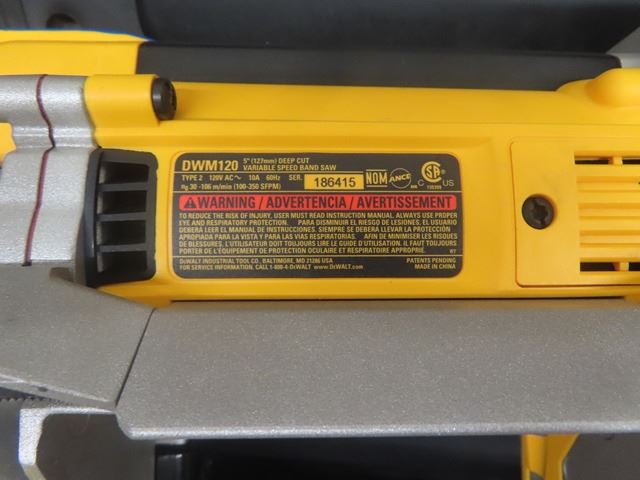 DWM120 5" (127mm) DEEP CUT
VARIABLE SPEED BAND SAW
TYPE 2 120V AC ~ 10A 60Hz SER. 186415
n₀ 30 -106 m/min (100-350 SFPM)
NOM ANCE
C US
WARNING / ADVERTENCIA / AVERTISSEMENT
TO REDUCE THE RISK OF INJURY, USER MUST READ INSTRUCTION MANUAL. ALWAYS USE PROPER
EYE AND RESPIRATORY PROTECTION. PARA DISMINUIR EL RIESGO DE LESIONES, EL USUARIO
DEBERÁ LEER EL MANUAL DE INSTRUCCIONES. SIEMPRE SE DEBERÁ LLEVAR LA PROTECCIÓN
APROPIADA PARA LA VISTA Y PARA LAS VIAS RESPIRATORIAS. AFIN DE MINIMISER LES RISQUES
DE BLESSURES, L'UTILISATEUR DOIT TOUJOURS LIRE LE GUIDE D'UTILISATION. IL FAUT TOUJOURS
PORTER DE L'ÉQUIPEMENT DE PROTECTION OCULAIRE ET RESPIRATOIRE APPROPRIÉ.
DeWALT INDUSTRIAL TOOL CO., BALTIMORE, MD 21286 USA PATENTS PENDING
FOR SERVICE INFORMATION, CALL 1-800-4-DeWALT www.DeWALT.com MADE IN CHINA